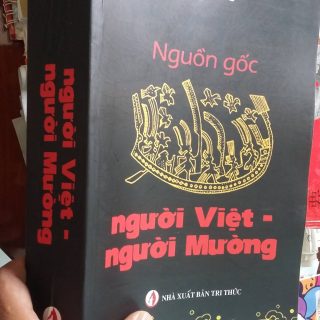 Nguồn gốc
người Việt -
người Mường
NHÀ XUẤT BẢN TRI THỨC
người Việt -
người Mường